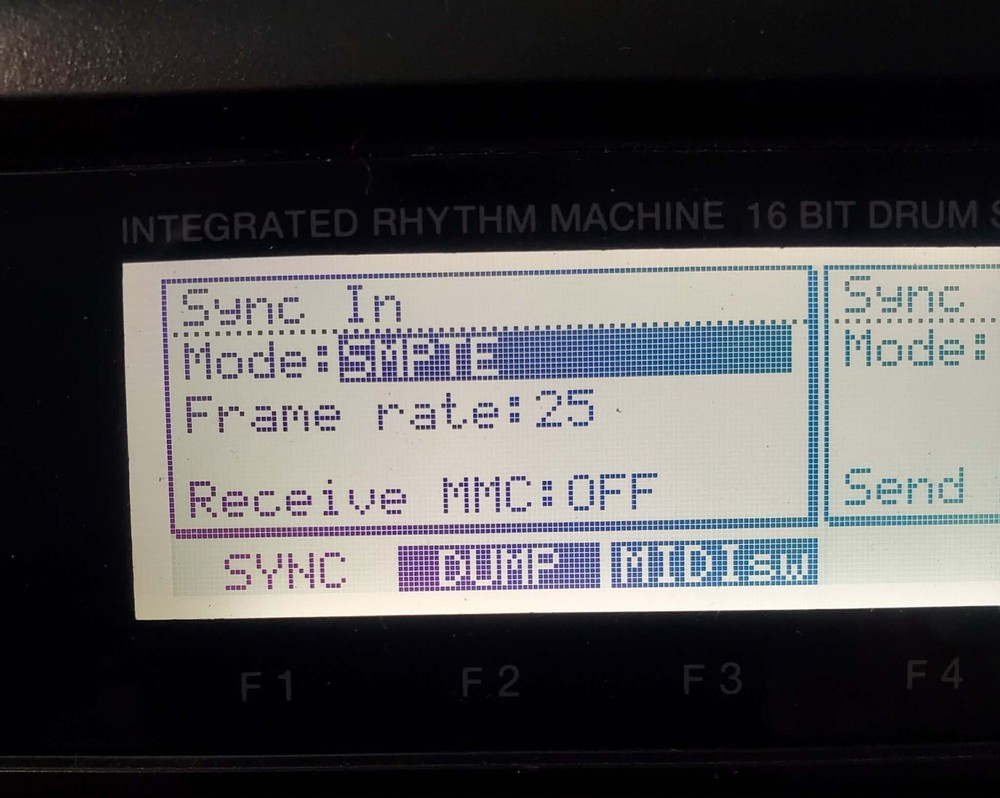 INTEGRATED RHYTHM MACHINE 16 BIT DRUM
Sync In
Mode:SMPTE
Frame rate:25
Receive MMC:OFF
Sync
Mode:
Send
SYNC DUMP MIDIsw
F1 F2 F3 F4